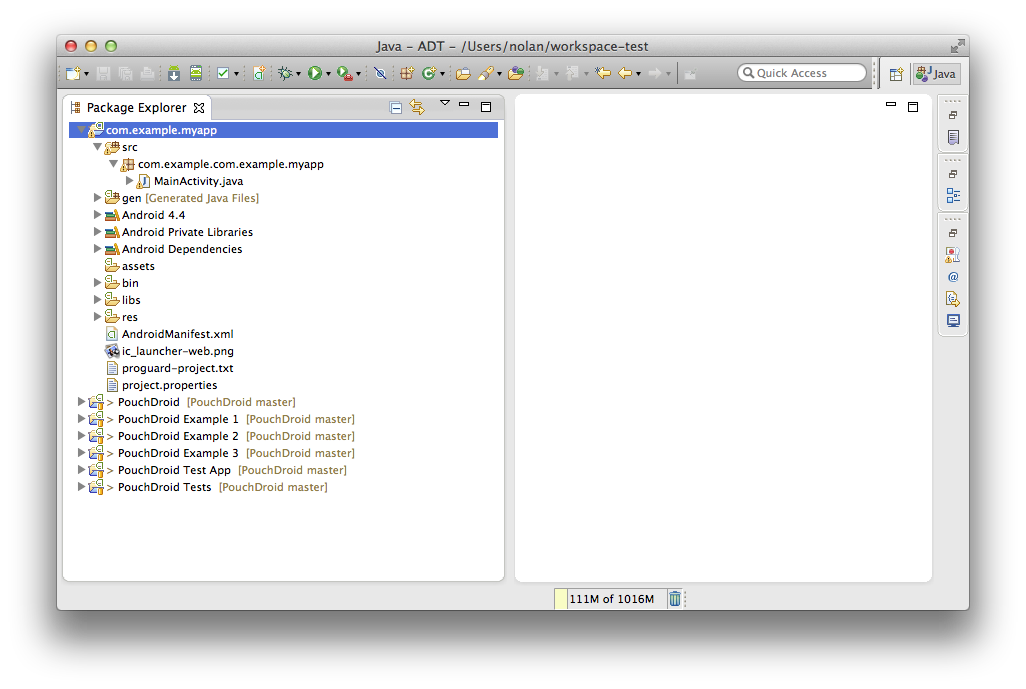 Java – ADT – /Users/nolan/workspace-test
Quick Access
Java
Package Explorer
com.example.myapp
src
com.example.com.example.myapp
MainActivity.java
gen [Generated Java Files]
Android 4.4
Android Private Libraries
Android Dependencies
assets
bin
libs
res
AndroidManifest.xml
ic_launcher-web.png
proguard-project.txt
project.properties
> PouchDroid [PouchDroid master]
> PouchDroid Example 1 [PouchDroid master]
> PouchDroid Example 2 [PouchDroid master]
> PouchDroid Example 3 [PouchDroid master]
> PouchDroid Test App [PouchDroid master]
> PouchDroid Tests [PouchDroid master]
111M of 1016M